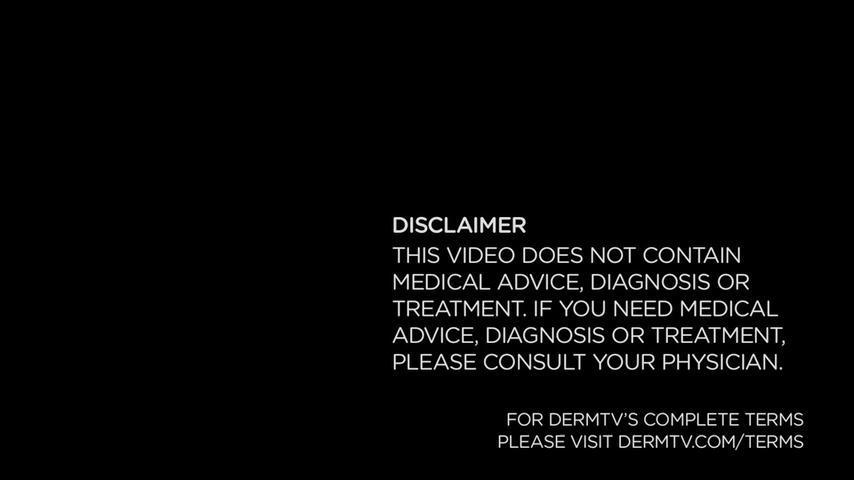 DISCLAIMER
THIS VIDEO DOES NOT CONTAIN
MEDICAL ADVICE, DIAGNOSIS OR
TREATMENT. IF YOU NEED MEDICAL
ADVICE, DIAGNOSIS OR TREATMENT,
PLEASE CONSULT YOUR PHYSICIAN.
FOR DERMTV'S COMPLETE TERMS
PLEASE VISIT DERMTV.COM/TERMS